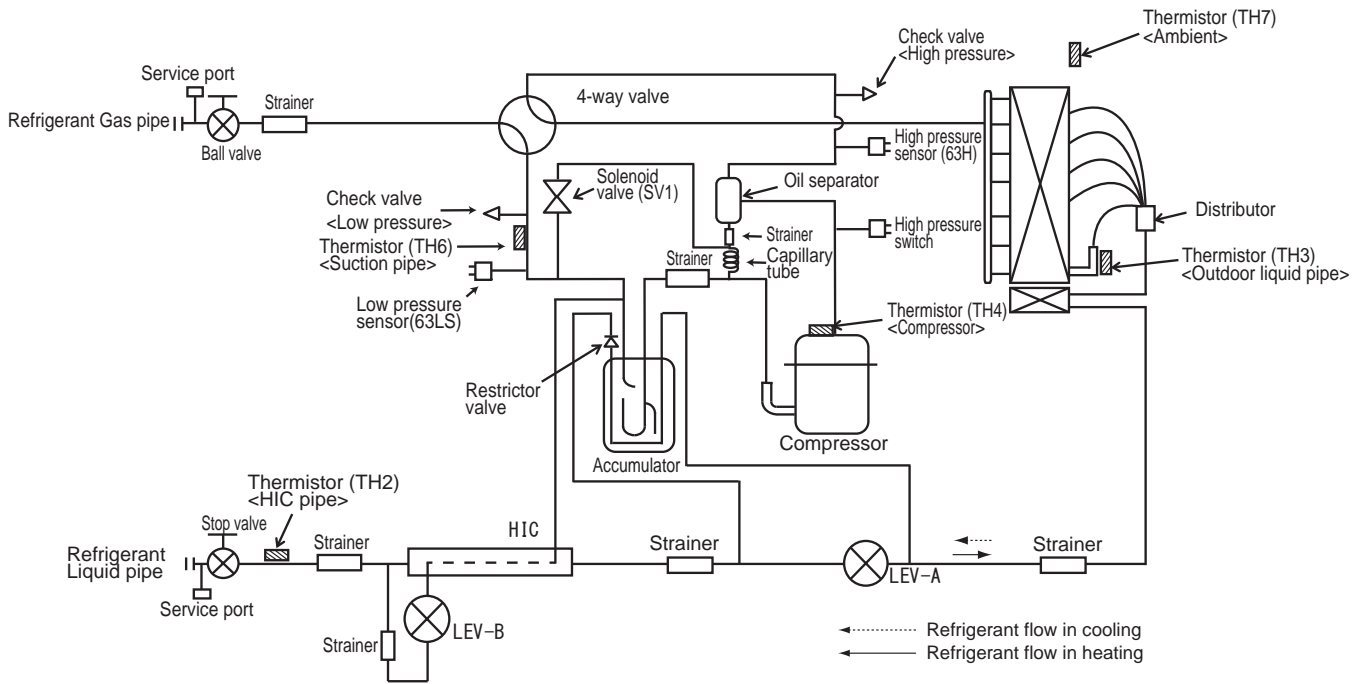 Thermistor (TH7)
<Ambient>
Check valve
<High pressure>
Service port
Strainer
4-way valve
Refrigerant Gas pipe
Ball valve
High pressure
sensor (63H)
Solenoid
valve (SV1)
Oil separator
Check valve
<Low pressure>
Distributor
High pressure
switch
Strainer
Thermistor (TH6)
<Suction pipe>
Capillary
tube
Strainer
Thermistor (TH3)
<Outdoor liquid pipe>
Low pressure
sensor(63LS)
Thermistor (TH4)
<Compressor>
Restrictor
valve
Compressor
Accumulator
Thermistor (TH2)
<HIC pipe>
Stop valve
HIC
Strainer
Strainer
Strainer
Refrigerant
Liquid pipe
LEV-A
Service port
Strainer
LEV-B
Refrigerant flow in cooling
Refrigerant flow in heating